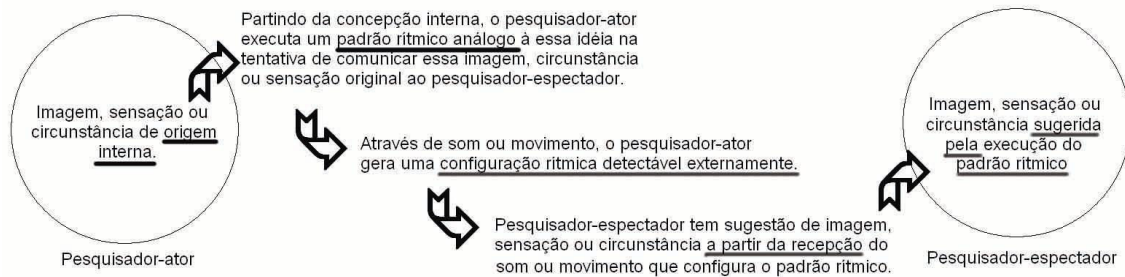 Imagem, sensação ou
circunstância de origem
interna.
Pesquisador-ator
Partindo da concepção interna, o pesquisador-ator
executa um padrão rítmico análogo à essa idéia na
tentativa de comunicar essa imagem, circunstância
ou sensação original ao pesquisador-espectador.
Através de som ou movimento, o pesquisador-ator
gera uma configuração rítmica detectável externamente.
Pesquisador-espectador tem sugestão de imagem,
sensação ou circunstância a partir da recepção do
som ou movimento que configura o padrão rítmico.
Imagem, sensação ou
circunstância sugerida
pela execução do
padrão rítmico
Pesquisador-espectador